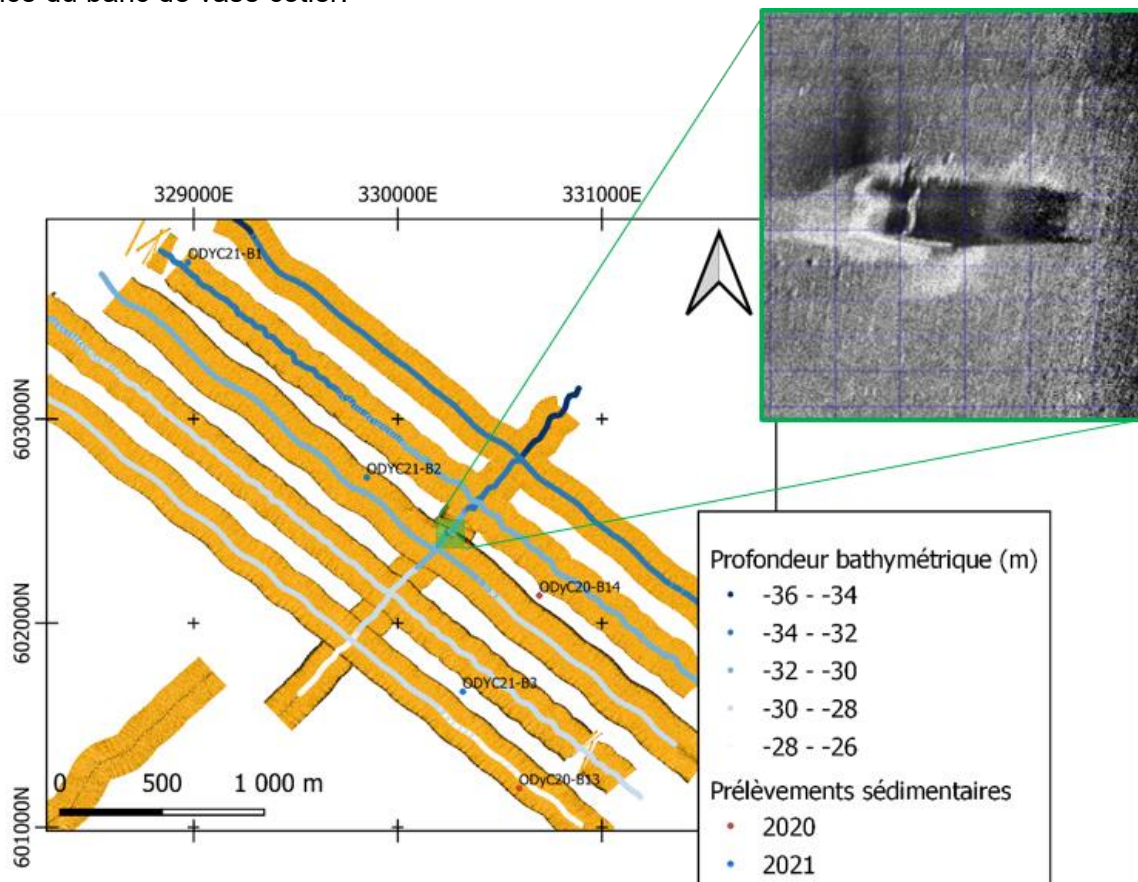 329000E 330000E 331000E
ODYC21-B1
603000N
ODYC21-B2
ODyC20-B14
602000N
ODYC21-B3
ODyC20-B13
0 500 1 000 m
601000N
Profondeur bathymétrique (m)
-36 - -34
-34 - -32
-32 - -30
-30 - -28
-28 - -26
Prélèvements sédimentaires
2020
2021